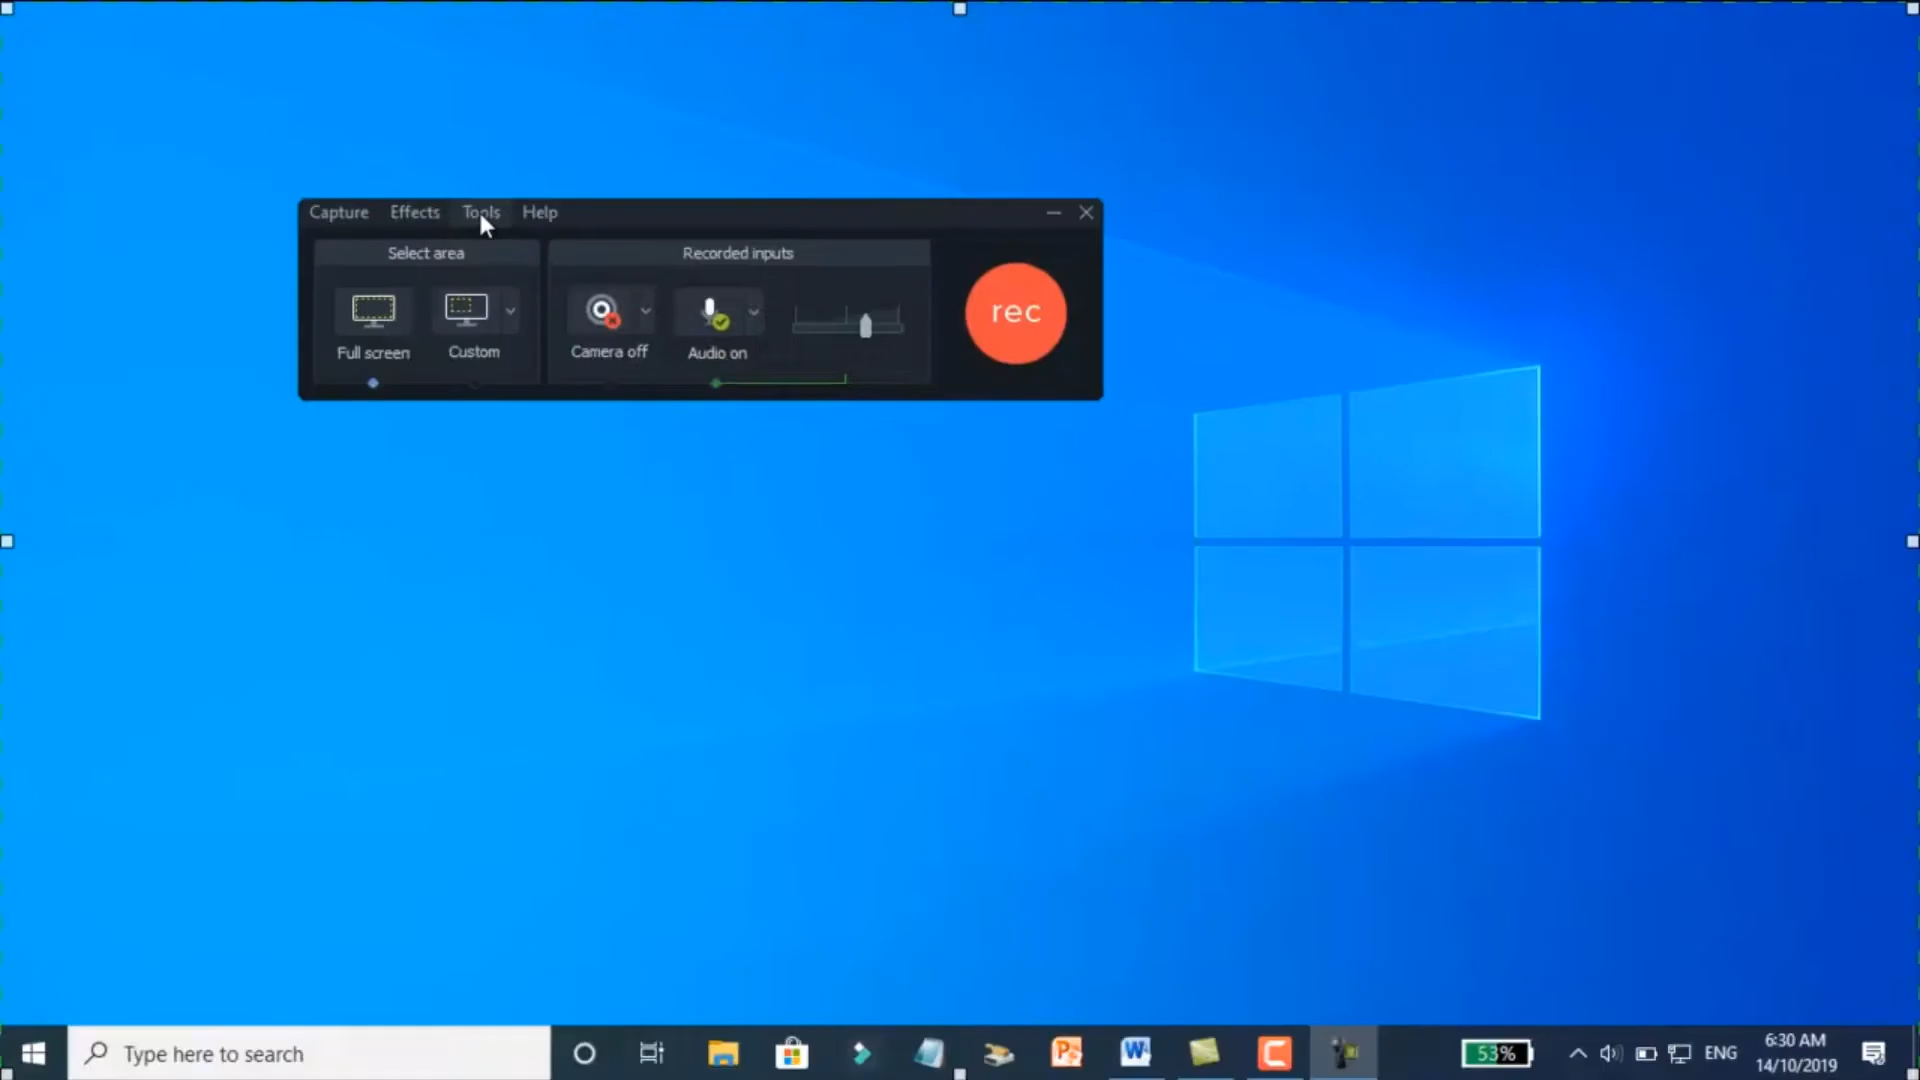 Capture Effects Tools Help
Select area
Recorded inputs
rec
Full screen
Custom
Camera off
Audio on
Type here to search
53%
ENG
6:30 AM
14/10/2019